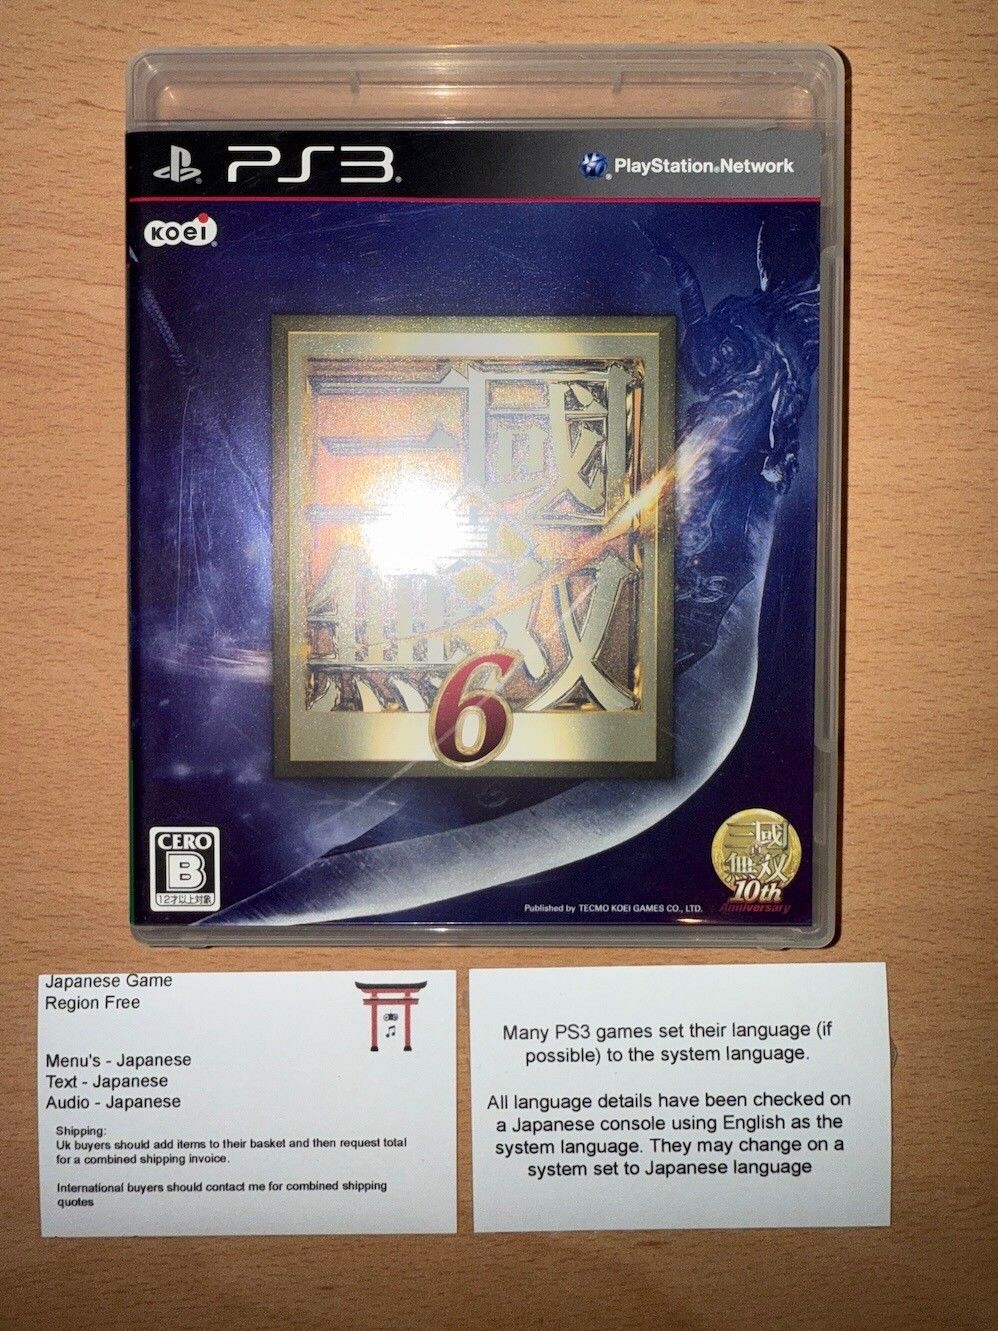 PS3
PlayStation®Network
KOEI
三國
無双
6
CERO
B
12才以上対象
三國
無双
10th
Anniversary
Published by TECMO KOEI GAMES CO., LTD.
Japanese Game
Region Free
Menu's - Japanese
Text - Japanese
Audio - Japanese
Shipping:
Uk buyers should add items to their basket and then request total
for a combined shipping invoice.
International buyers should contact me for combined shipping
quotes
Many PS3 games set their language (if
possible) to the system language.
All language details have been checked on
a Japanese console using English as the
system language. They may change on a
system set to Japanese language